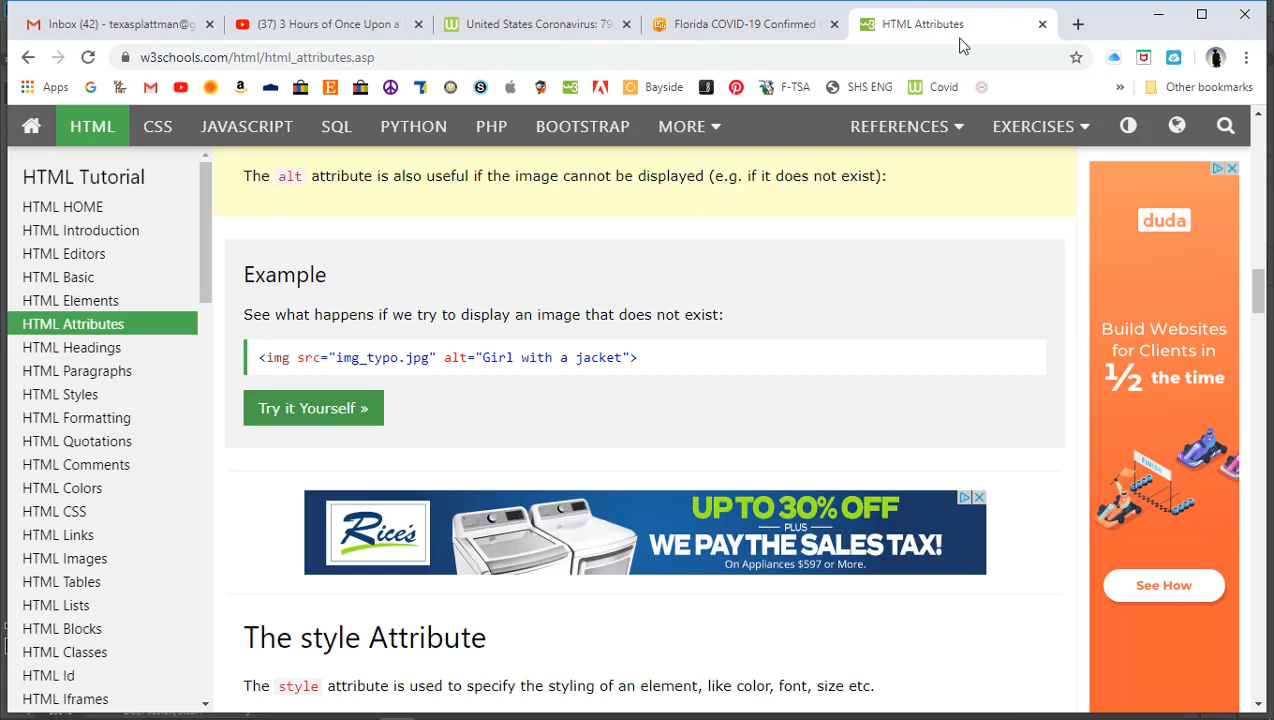 Inbox (42) - texasplattman@g
(37) 3 Hours of Once Upon a
United States Coronavirus: 79
Florida COVID-19 Confirmed
HTML Attributes
w3schools.com/html/html_attributes.asp
Apps
Bayside
F-TSA
SHS ENG
Covid
»
Other bookmarks
HTML
CSS
JAVASCRIPT
SQL
PYTHON
PHP
BOOTSTRAP
MORE
REFERENCES
EXERCISES
HTML Tutorial
HTML HOME
HTML Introduction
HTML Editors
HTML Basic
HTML Elements
HTML Attributes
HTML Headings
HTML Paragraphs
HTML Styles
HTML Formatting
HTML Quotations
HTML Comments
HTML Colors
HTML CSS
HTML Links
HTML Images
HTML Tables
HTML Lists
HTML Blocks
HTML Classes
HTML Id
HTML Iframes
The alt attribute is also useful if the image cannot be displayed (e.g. if it does not exist):
Example
See what happens if we try to display an image that does not exist:
<img src="img_typo.jpg" alt="Girl with a jacket">
Try it Yourself »
Rice's
UP TO 30% OFF
PLUS
WE PAY THE SALES TAX!
On Appliances $597 or More.
The style Attribute
The style attribute is used to specify the styling of an element, like color, font, size etc.
duda
Build Websites
for Clients in
½ the time
FINISH
See How